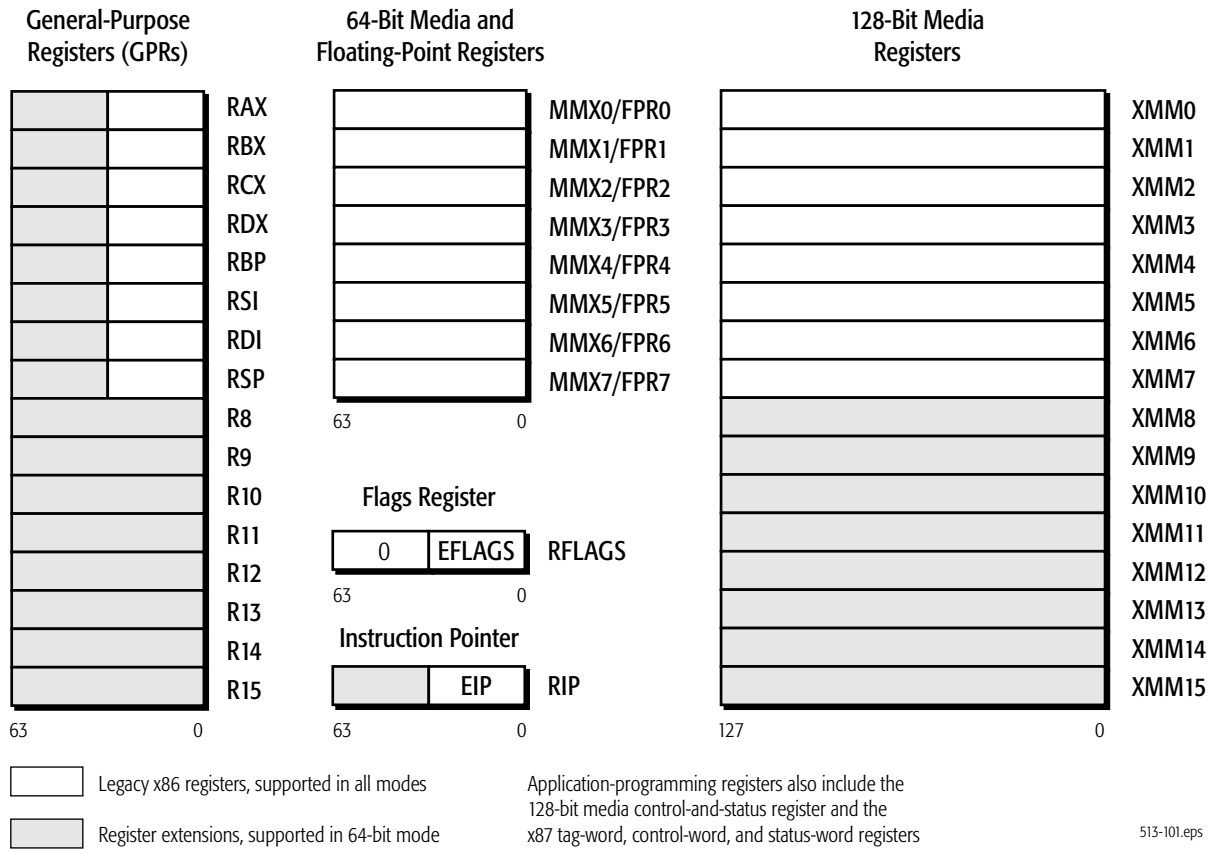 General-Purpose
Registers (GPRs)
64-Bit Media and
Floating-Point Registers
128-Bit Media
Registers
RAX
RBX
RCX
RDX
RBP
RSI
RDI
RSP
R8
R9
R10
R11
R12
R13
R14
R15
63 0
MMX0/FPR0
MMX1/FPR1
MMX2/FPR2
MMX3/FPR3
MMX4/FPR4
MMX5/FPR5
MMX6/FPR6
MMX7/FPR7
63 0
Flags Register
0 EFLAGS RFLAGS
63 0
Instruction Pointer
EIP RIP
63 0
XMM0
XMM1
XMM2
XMM3
XMM4
XMM5
XMM6
XMM7
XMM8
XMM9
XMM10
XMM11
XMM12
XMM13
XMM14
XMM15
127 0
Legacy x86 registers, supported in all modes
Register extensions, supported in 64-bit mode
Application-programming registers also include the
128-bit media control-and-status register and the
x87 tag-word, control-word, and status-word registers
513-101.eps